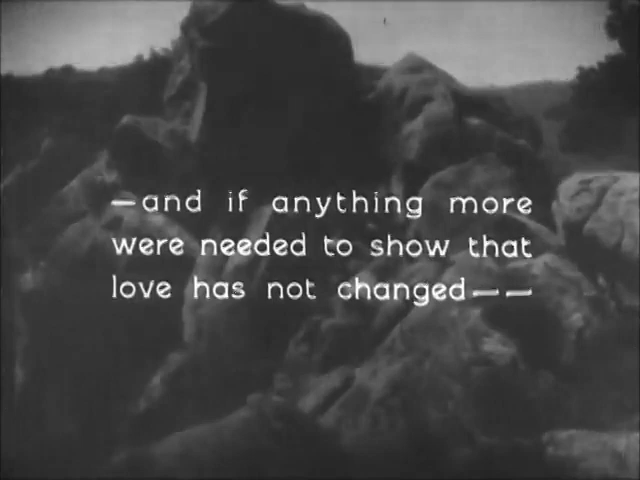 —and if anything more
were needed to show that
love has not changed— —